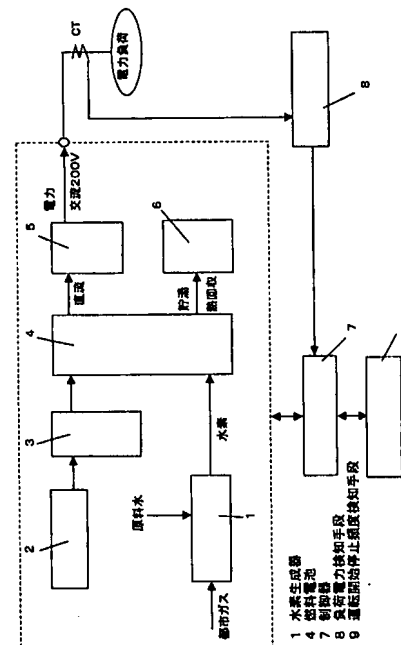 CT
電力負荷
電力
交流200V
5
6
8
直流
貯湯
熱回収
4
3
水素
7
2
原料水
1
都市ガス
1 水素生成器
4 燃料電池
7 制御器
8 負荷電力検知手段
9 運転開始停止頻度検知手段